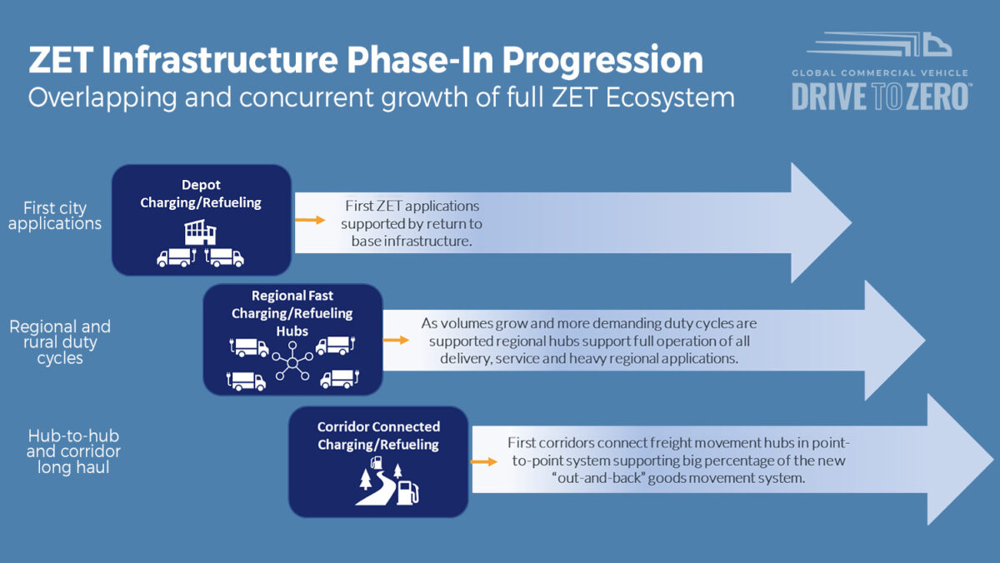 ZET Infrastructure Phase-In Progression
Overlapping and concurrent growth of full ZET Ecosystem
GLOBAL COMMERCIAL VEHICLE
DRIVE TO ZERO™
First city
applications
Depot
Charging/Refueling
First ZET applications
supported by return to
base infrastructure.
Regional and
rural duty
cycles
Regional Fast
Charging/Refueling
Hubs
As volumes grow and more demanding duty cycles are
supported regional hubs support full operation of all
delivery, service and heavy regional applications.
Hub-to-hub
and corridor
long haul
Corridor Connected
Charging/Refueling
First corridors connect freight movement hubs in point-
to-point system supporting big percentage of the new
“out-and-back” goods movement system.